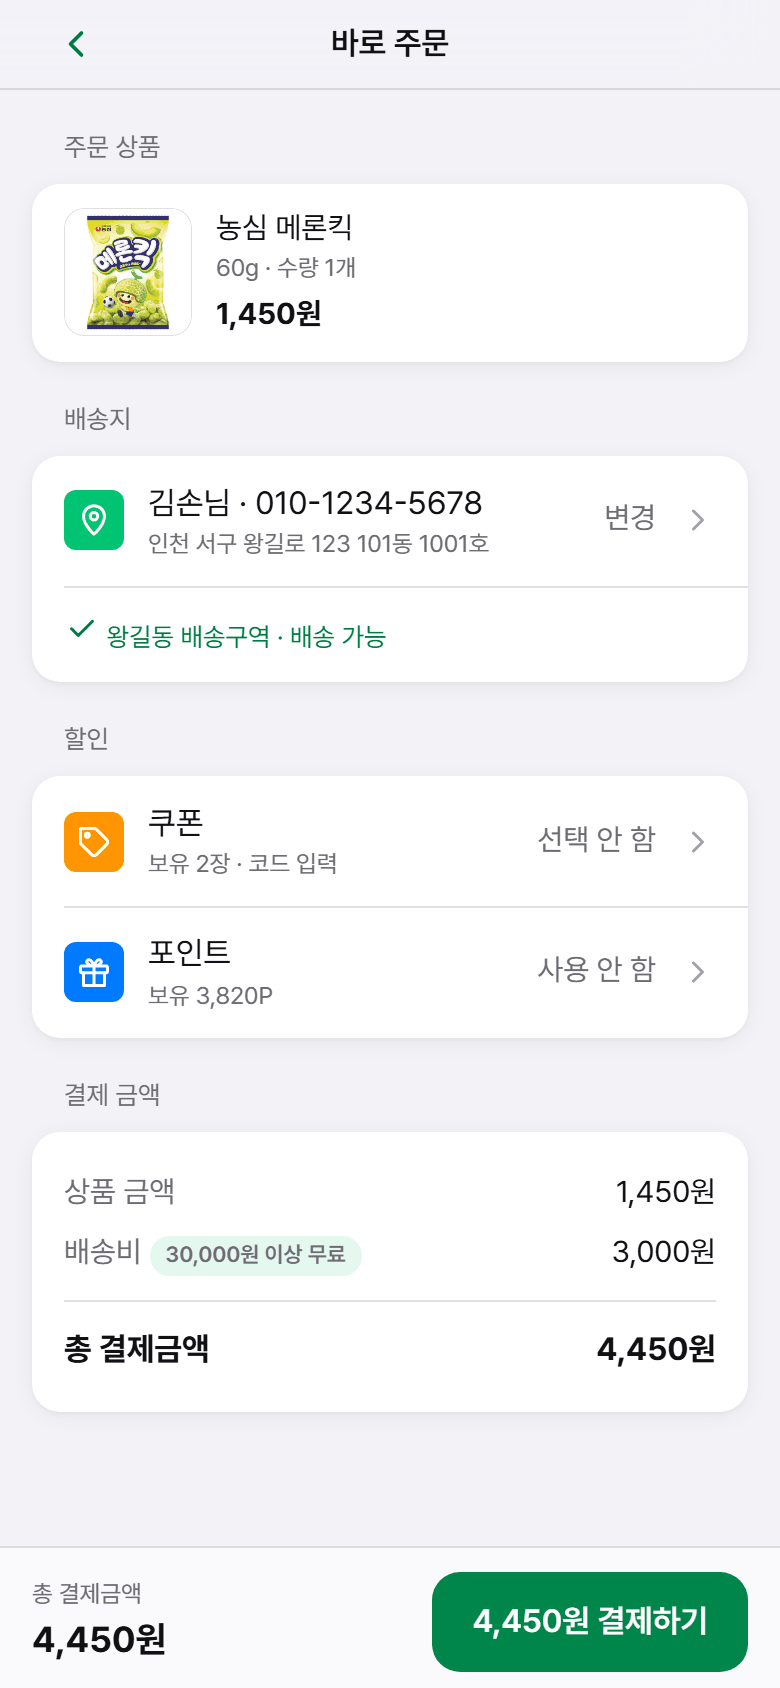 바로 주문
주문 상품
농심
메론킥
농심 메론킥
60g · 수량 1개
1,450원
배송지
김손님 · 010-1234-5678
인천 서구 왕길로 123 101동 1001호
변경
왕길동 배송구역 · 배송 가능
할인
쿠폰
보유 2장 · 코드 입력
선택 안 함
포인트
보유 3,820P
사용 안 함
결제 금액
상품 금액
1,450원
배송비 30,000원 이상 무료
3,000원
총 결제금액
4,450원
총 결제금액
4,450원
4,450원 결제하기